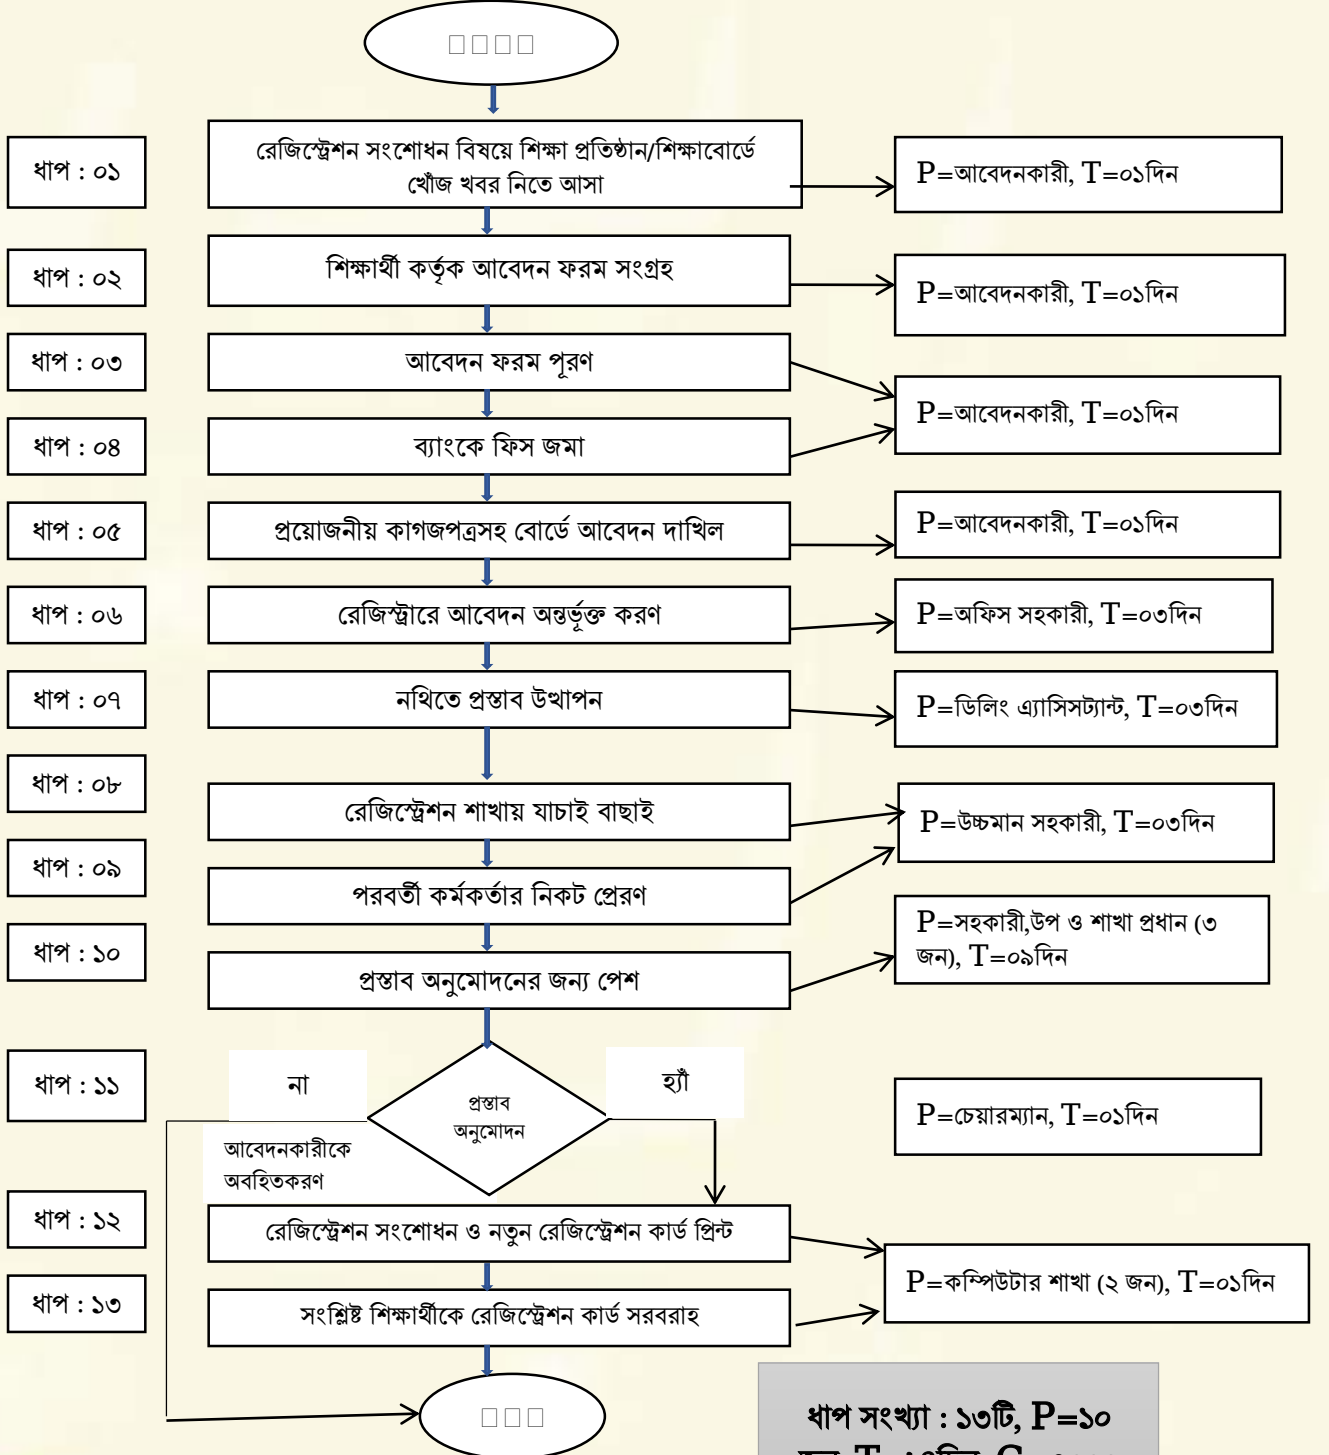 ধাপ : ০১
রেজিস্ট্রেশন সংশোধন বিষয়ে শিক্ষা প্রতিষ্ঠান/শিক্ষাবোর্ডে
খোঁজ খবর নিতে আসা
P=আবেদনকারী, T=০১দিন
ধাপ : ০২
শিক্ষার্থী কর্তৃক আবেদন ফরম সংগ্রহ
P=আবেদনকারী, T=০১দিন
ধাপ : ০৩
আবেদন ফরম পূরণ
P=আবেদনকারী, T=০১দিন
ধাপ : ০৪
ব্যাংকে ফিস জমা
ধাপ : ০৫
প্রয়োজনীয় কাগজপত্রসহ বোর্ডে আবেদন দাখিল
P=আবেদনকারী, T=০১দিন
ধাপ : ০৬
রেজিস্ট্রারে আবেদন অন্তর্ভূক্ত করণ
P=অফিস সহকারী, T=০৩দিন
ধাপ : ০৭
নথিতে প্রস্তাব উত্থাপন
P=ডিলিং এ্যাসিসট্যান্ট, T=০৩দিন
ধাপ : ০৮
রেজিস্ট্রেশন শাখায় যাচাই বাছাই
P=উচ্চমান সহকারী, T=০৩দিন
ধাপ : ০৯
পরবর্তী কর্মকর্তার নিকট প্রেরণ
P=সহকারী,উপ ও শাখা প্রধান (৩
জন), T=০৯দিন
ধাপ : ১০
প্রস্তাব অনুমোদনের জন্য পেশ
ধাপ : ১১
না
হ্যাঁ
প্রস্তাব
অনুমোদন
P=চেয়ারম্যান, T=০১দিন
আবেদনকারীকে
অবহিতকরণ
ধাপ : ১২
রেজিস্ট্রেশন সংশোধন ও নতুন রেজিস্ট্রেশন কার্ড প্রিন্ট
P=কম্পিউটার শাখা (২ জন), T=০১দিন
ধাপ : ১৩
সংশ্লিষ্ট শিক্ষার্থীকে রেজিস্ট্রেশন কার্ড সরবরাহ
ধাপ সংখ্যা : ১৩টি, P=১০